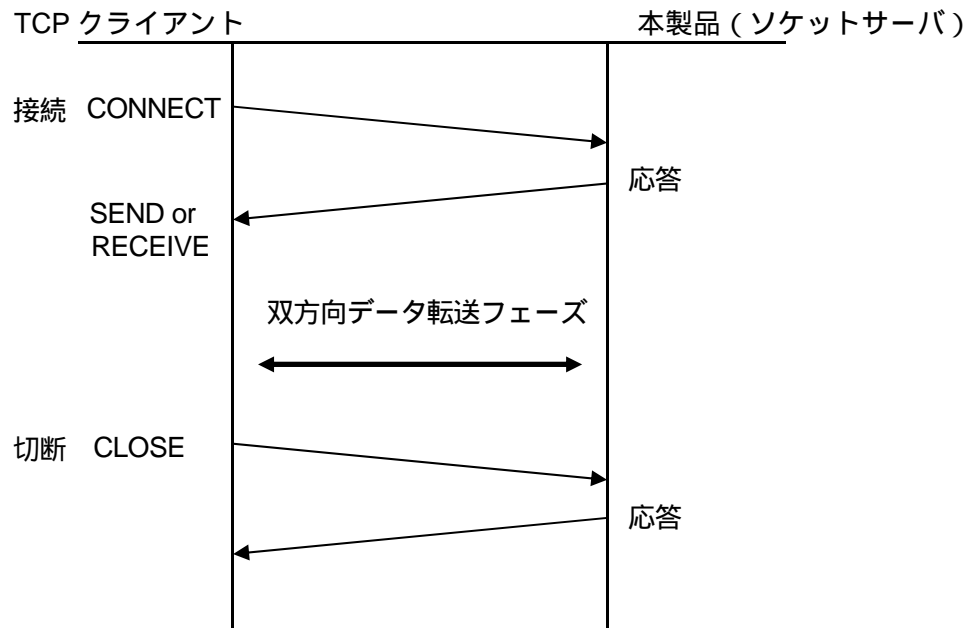 TCP クライアント
本製品（ソケットサーバ）
接続 CONNECT
応答
SEND or
RECEIVE
双方向データ転送フェーズ
切断 CLOSE
応答